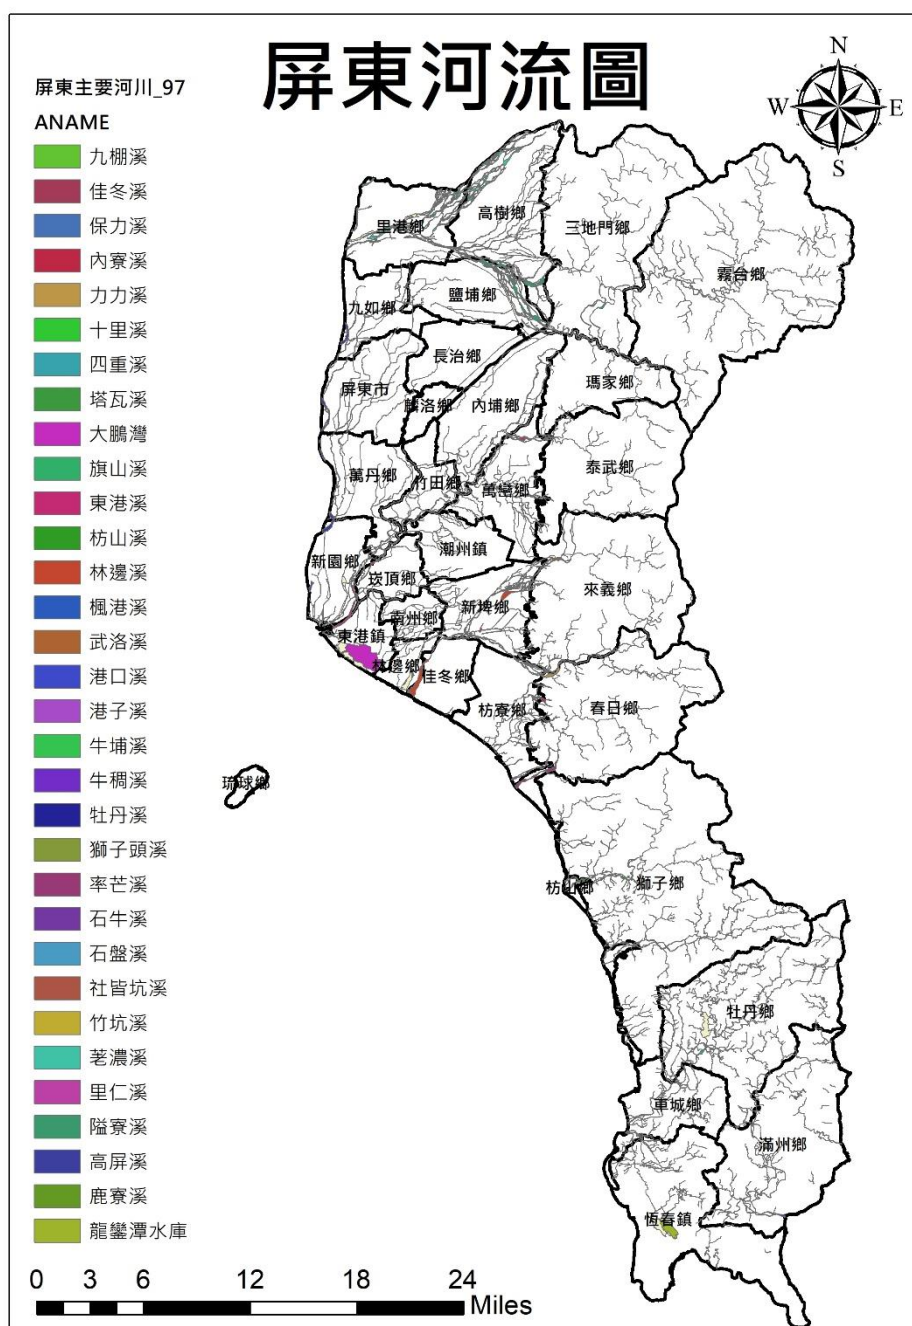 屏東河流圖
屏東主要河川_97
ANAME
九棚溪
佳冬溪
保力溪
內寮溪
力力溪
十里溪
四重溪
塔瓦溪
大鵬灣
旗山溪
東港溪
枋山溪
林邊溪
楓港溪
武洛溪
港口溪
港子溪
牛埔溪
牛稠溪
牡丹溪
獅子頭溪
率芒溪
石牛溪
石盤溪
社皆坑溪
竹坑溪
荖濃溪
里仁溪
隘寮溪
高屏溪
鹿寮溪
龍鑾潭水庫
N
W
E
S
高樹鄉
里港鄉
三地門鄉
霧台鄉
鹽埔鄉
九如鄉
長治鄉
屏東市
瑪家鄉
麟洛鄉
內埔鄉
泰武鄉
萬丹鄉
竹田鄉
萬巒鄉
潮州鎮
新園鄉
崁頂鄉
來義鄉
新埤鄉
南州鄉
東港鎮
林邊鄉
佳冬鄉
枋寮鄉
春日鄉
琉球鄉
枋山鄉
獅子鄉
牡丹鄉
車城鄉
滿州鄉
恆春鎮
0 3 6 12 18 24
Miles